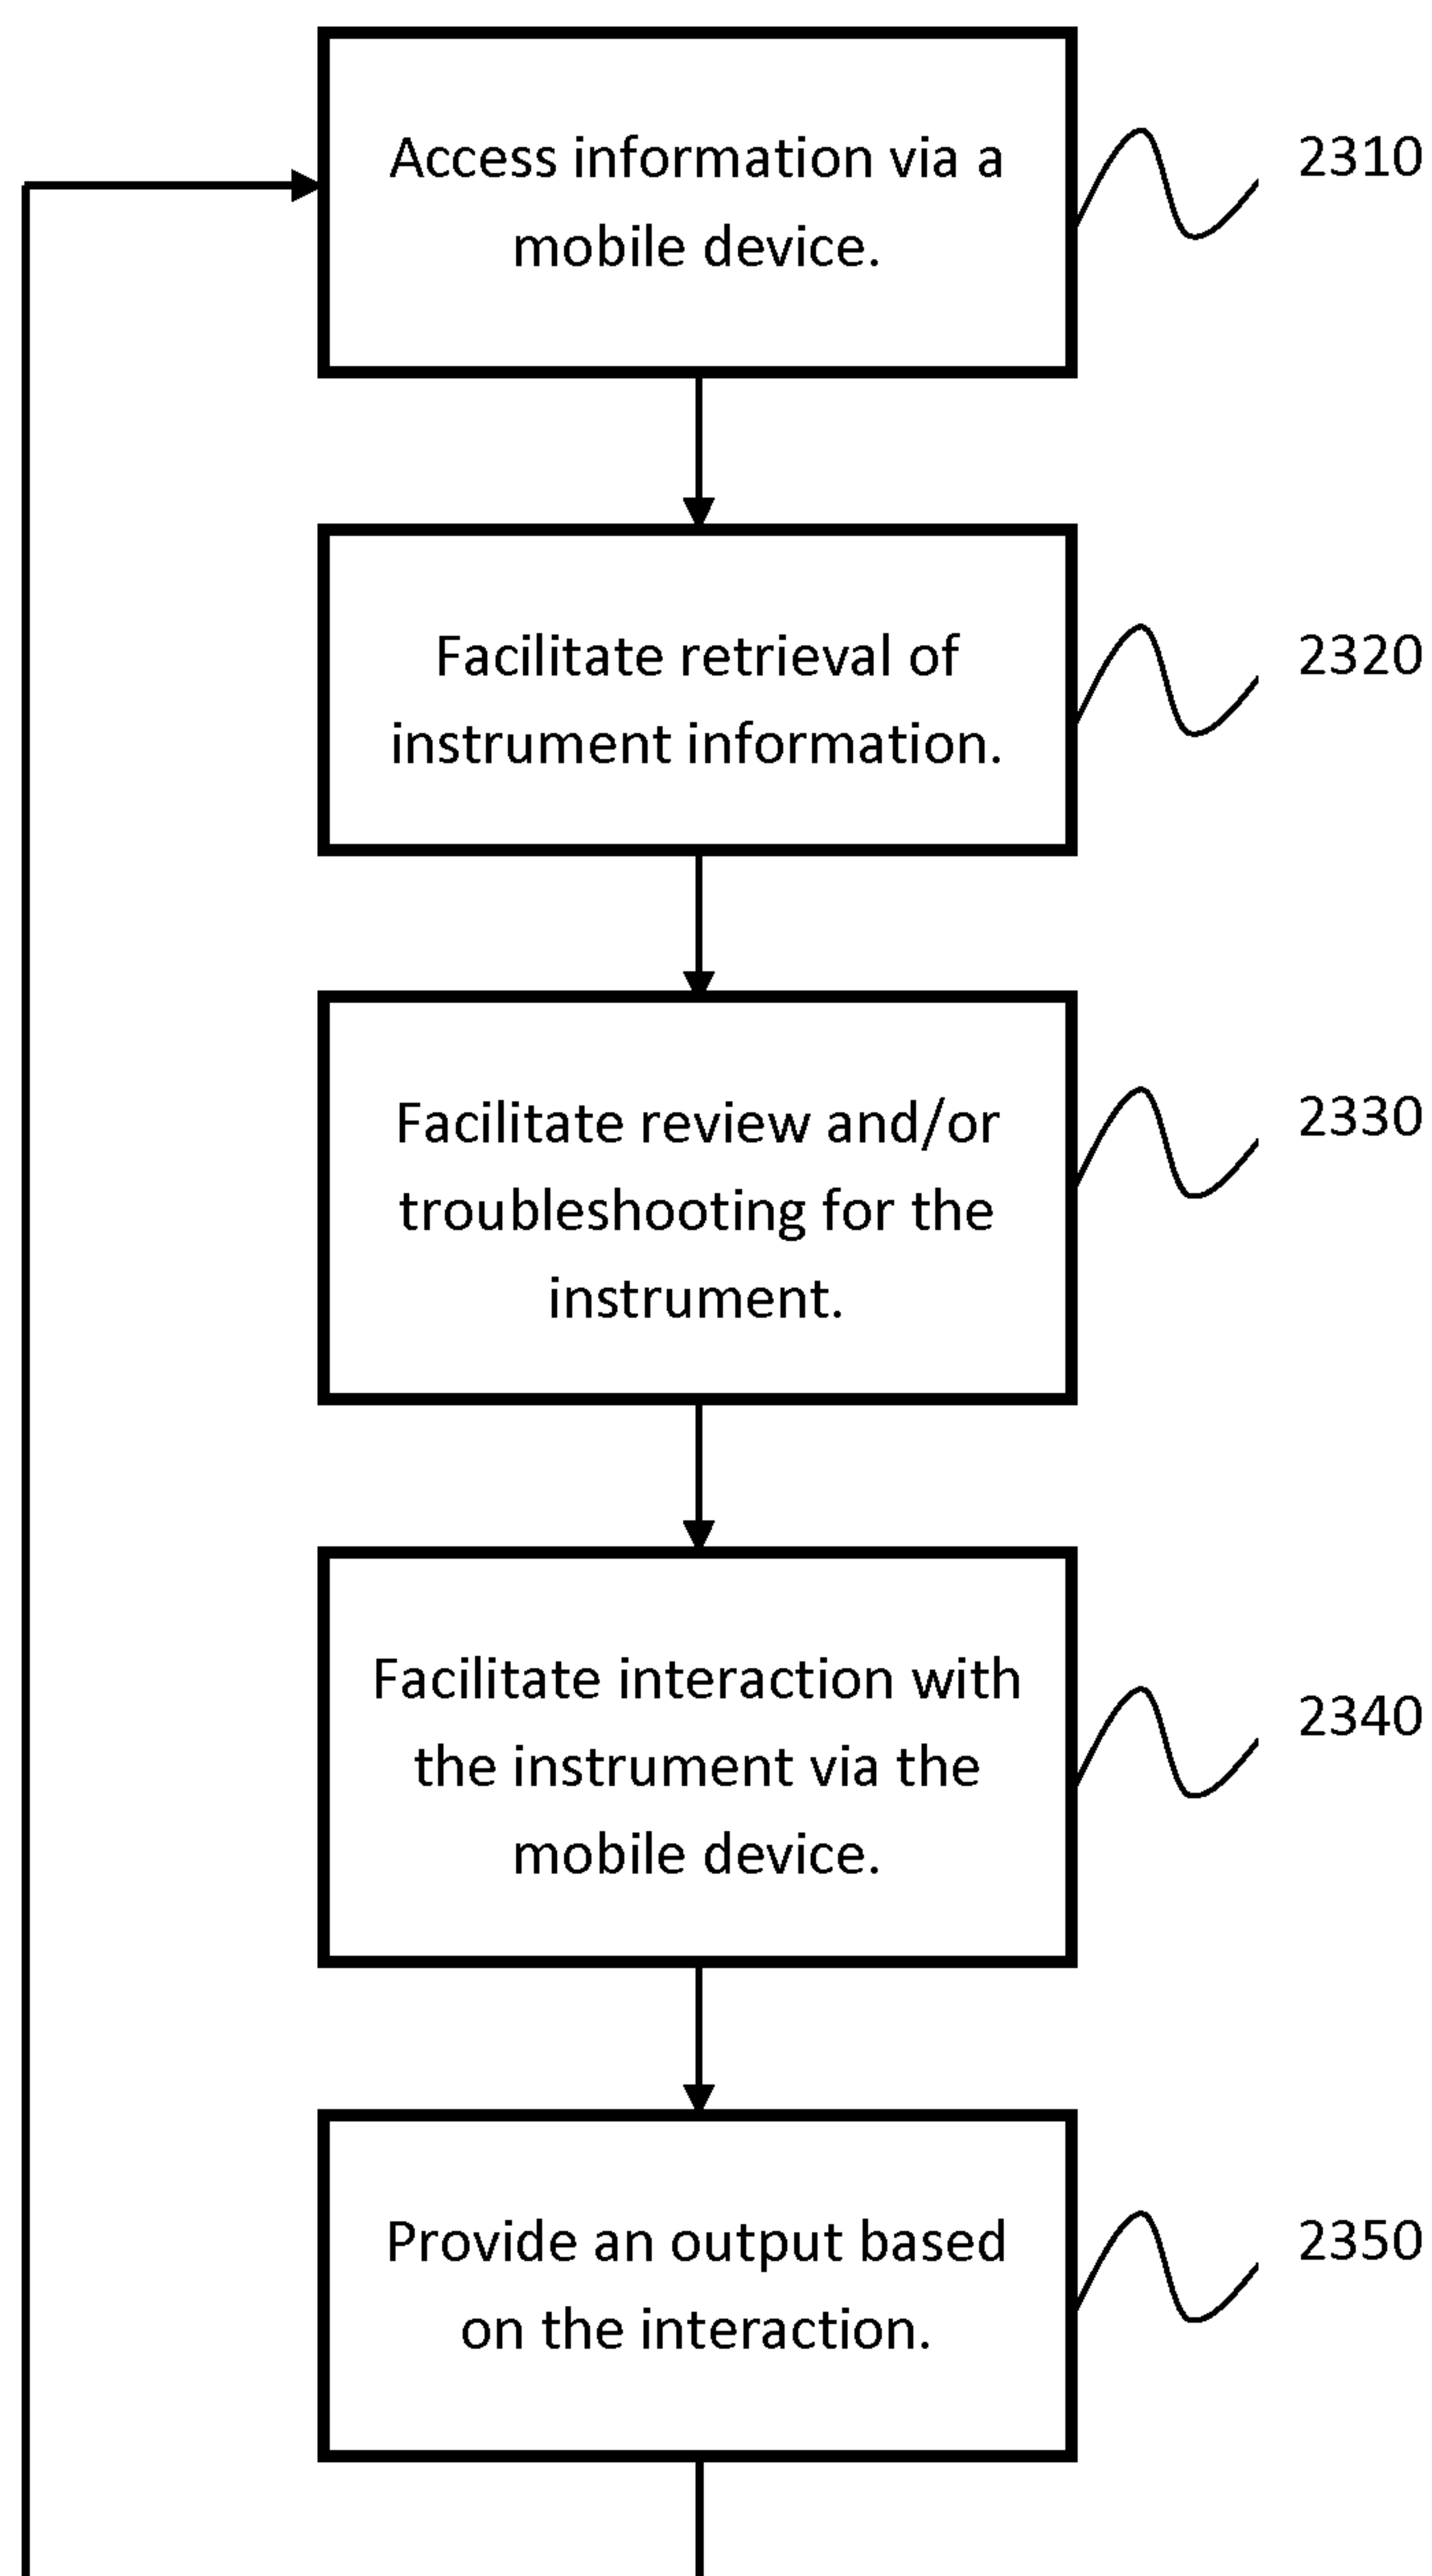 Access information via a
mobile device.
2310
Facilitate retrieval of
instrument information.
2320
Facilitate review and/or
troubleshooting for the
instrument.
2330
Facilitate interaction with
the instrument via the
mobile device.
2340
Provide an output based
on the interaction.
2350